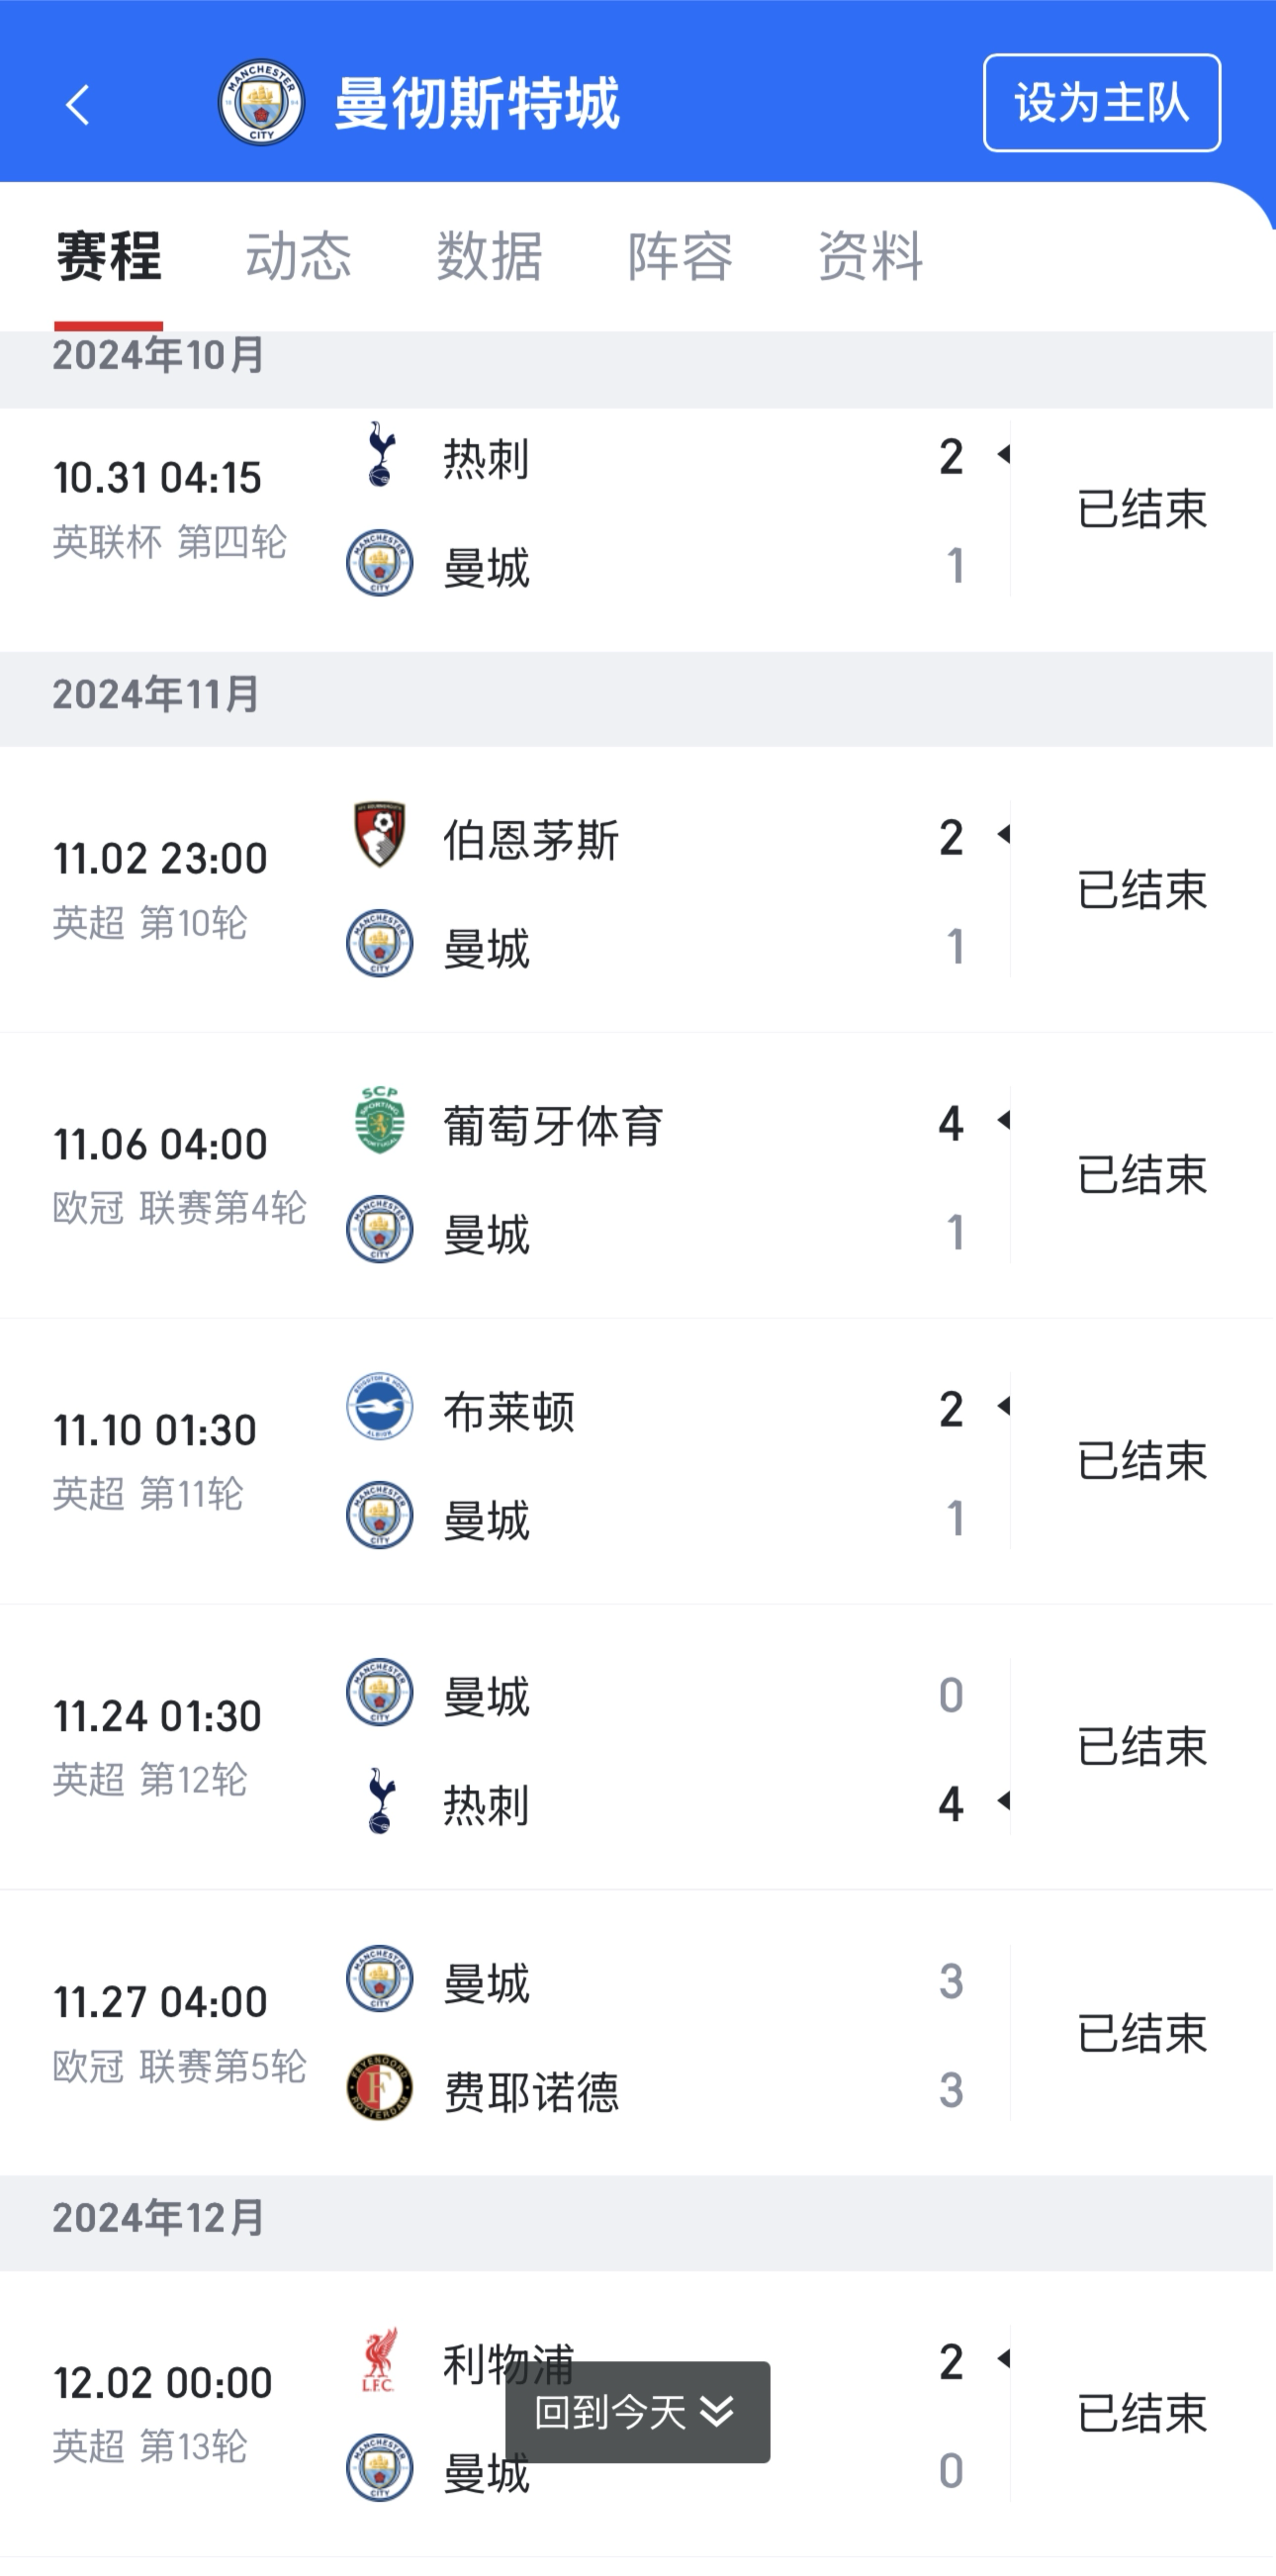 曼彻斯特城
设为主队
赛程 动态 数据 阵容 资料
2024年10月
10.31 04:15
英联杯 第四轮
热刺 2
曼城 1
已结束
2024年11月
11.02 23:00
英超 第10轮
伯恩茅斯 2
曼城 1
已结束
11.06 04:00
欧冠 联赛第4轮
葡萄牙体育 4
曼城 1
已结束
11.10 01:30
英超 第11轮
布莱顿 2
曼城 1
已结束
11.24 01:30
英超 第12轮
曼城 0
热刺 4
已结束
11.27 04:00
欧冠 联赛第5轮
曼城 3
费耶诺德 3
已结束
2024年12月
12.02 00:00
英超 第13轮
利物浦 2
曼城 0
已结束
回到今天